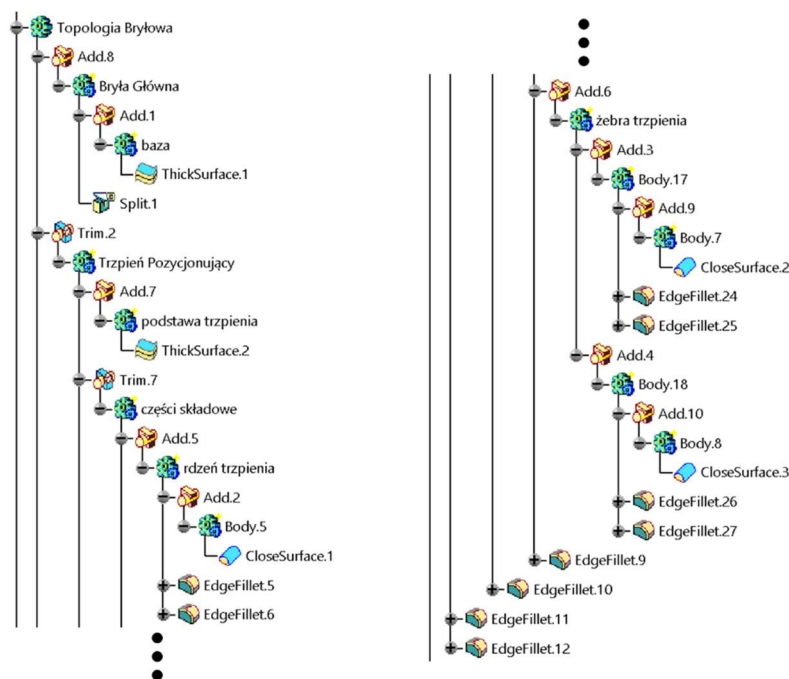 Topologia Bryłowa
Add.8
Bryła Główna
Add.1
baza
ThickSurface.1
Split.1
Trim.2
Trzpień Pozycjonujący
Add.7
podstawa trzpienia
ThickSurface.2
Trim.7
części składowe
Add.5
rdzeń trzpienia
Add.2
Body.5
CloseSurface.1
EdgeFillet.5
EdgeFillet.6
Add.6
żebra trzpienia
Add.3
Body.17
Add.9
Body.7
CloseSurface.2
EdgeFillet.24
EdgeFillet.25
Add.4
Body.18
Add.10
Body.8
CloseSurface.3
EdgeFillet.26
EdgeFillet.27
EdgeFillet.9
EdgeFillet.10
EdgeFillet.11
EdgeFillet.12